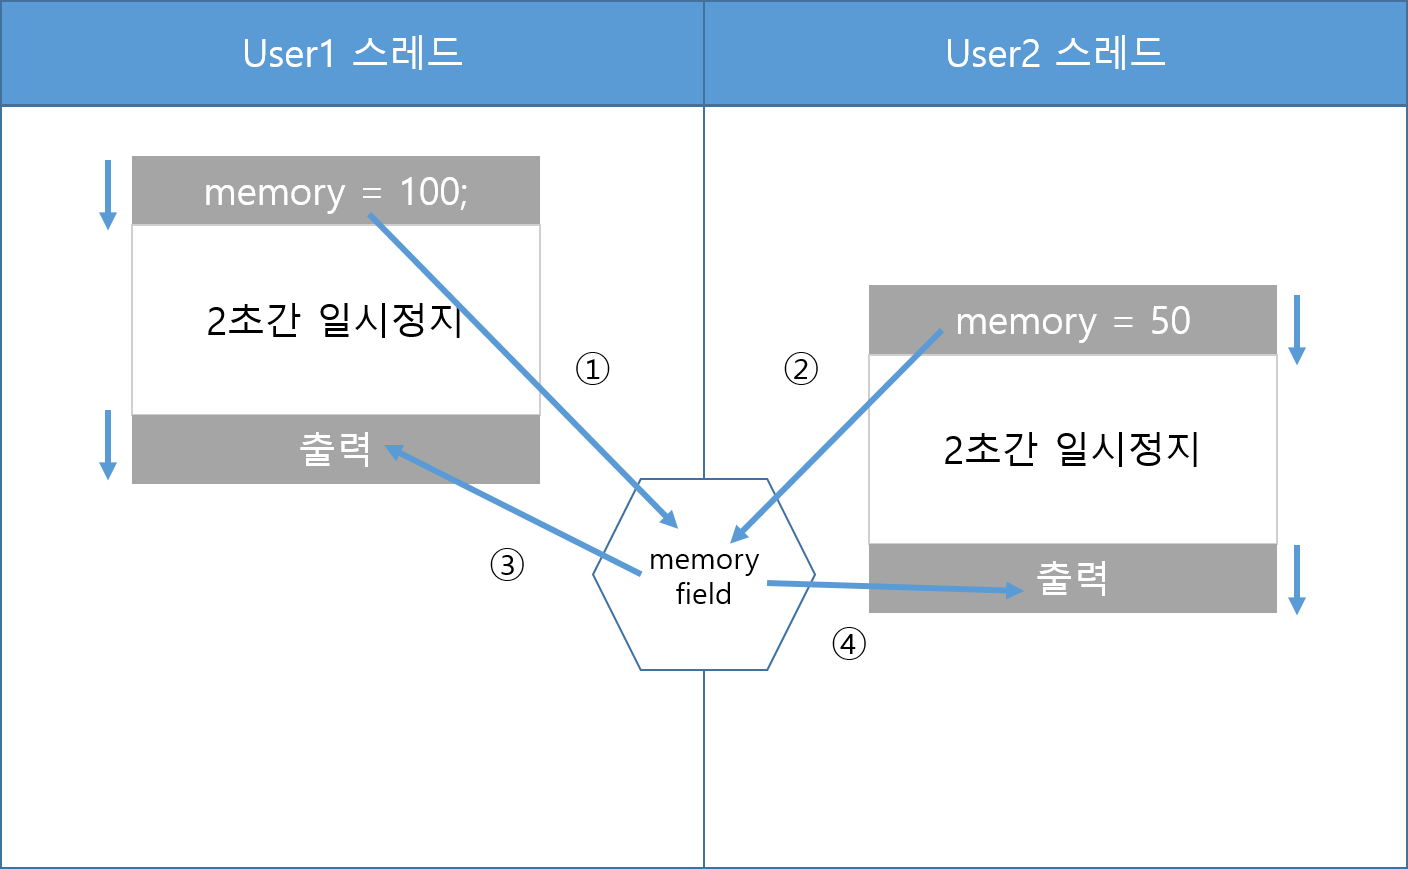 User1 스레드
User2 스레드
memory = 100;
2초간 일시정지
출력
①
②
memory = 50
2초간 일시정지
출력
③
memory
field
④